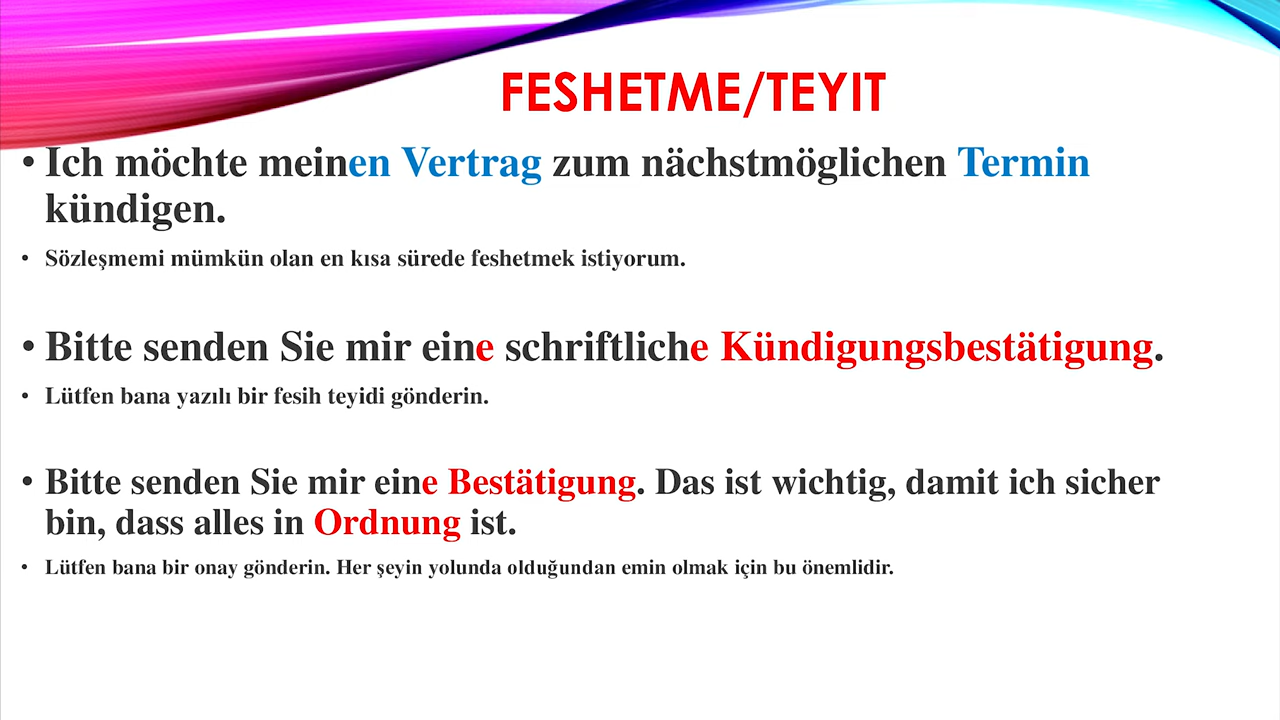 FESHETME/TEYIT
• Ich möchte meinen Vertrag zum nächstmöglichen Termin
kündigen.
• Sözleşmemi mümkün olan en kısa sürede feshetmek istiyorum.
• Bitte senden Sie mir eine schriftliche Kündigungsbestätigung.
• Lütfen bana yazılı bir fesih teyidi gönderin.
• Bitte senden Sie mir eine Bestätigung. Das ist wichtig, damit ich sicher
bin, dass alles in Ordnung ist.
• Lütfen bana bir onay gönderin. Her şeyin yolunda olduğundan emin olmak için bu önemlidir.